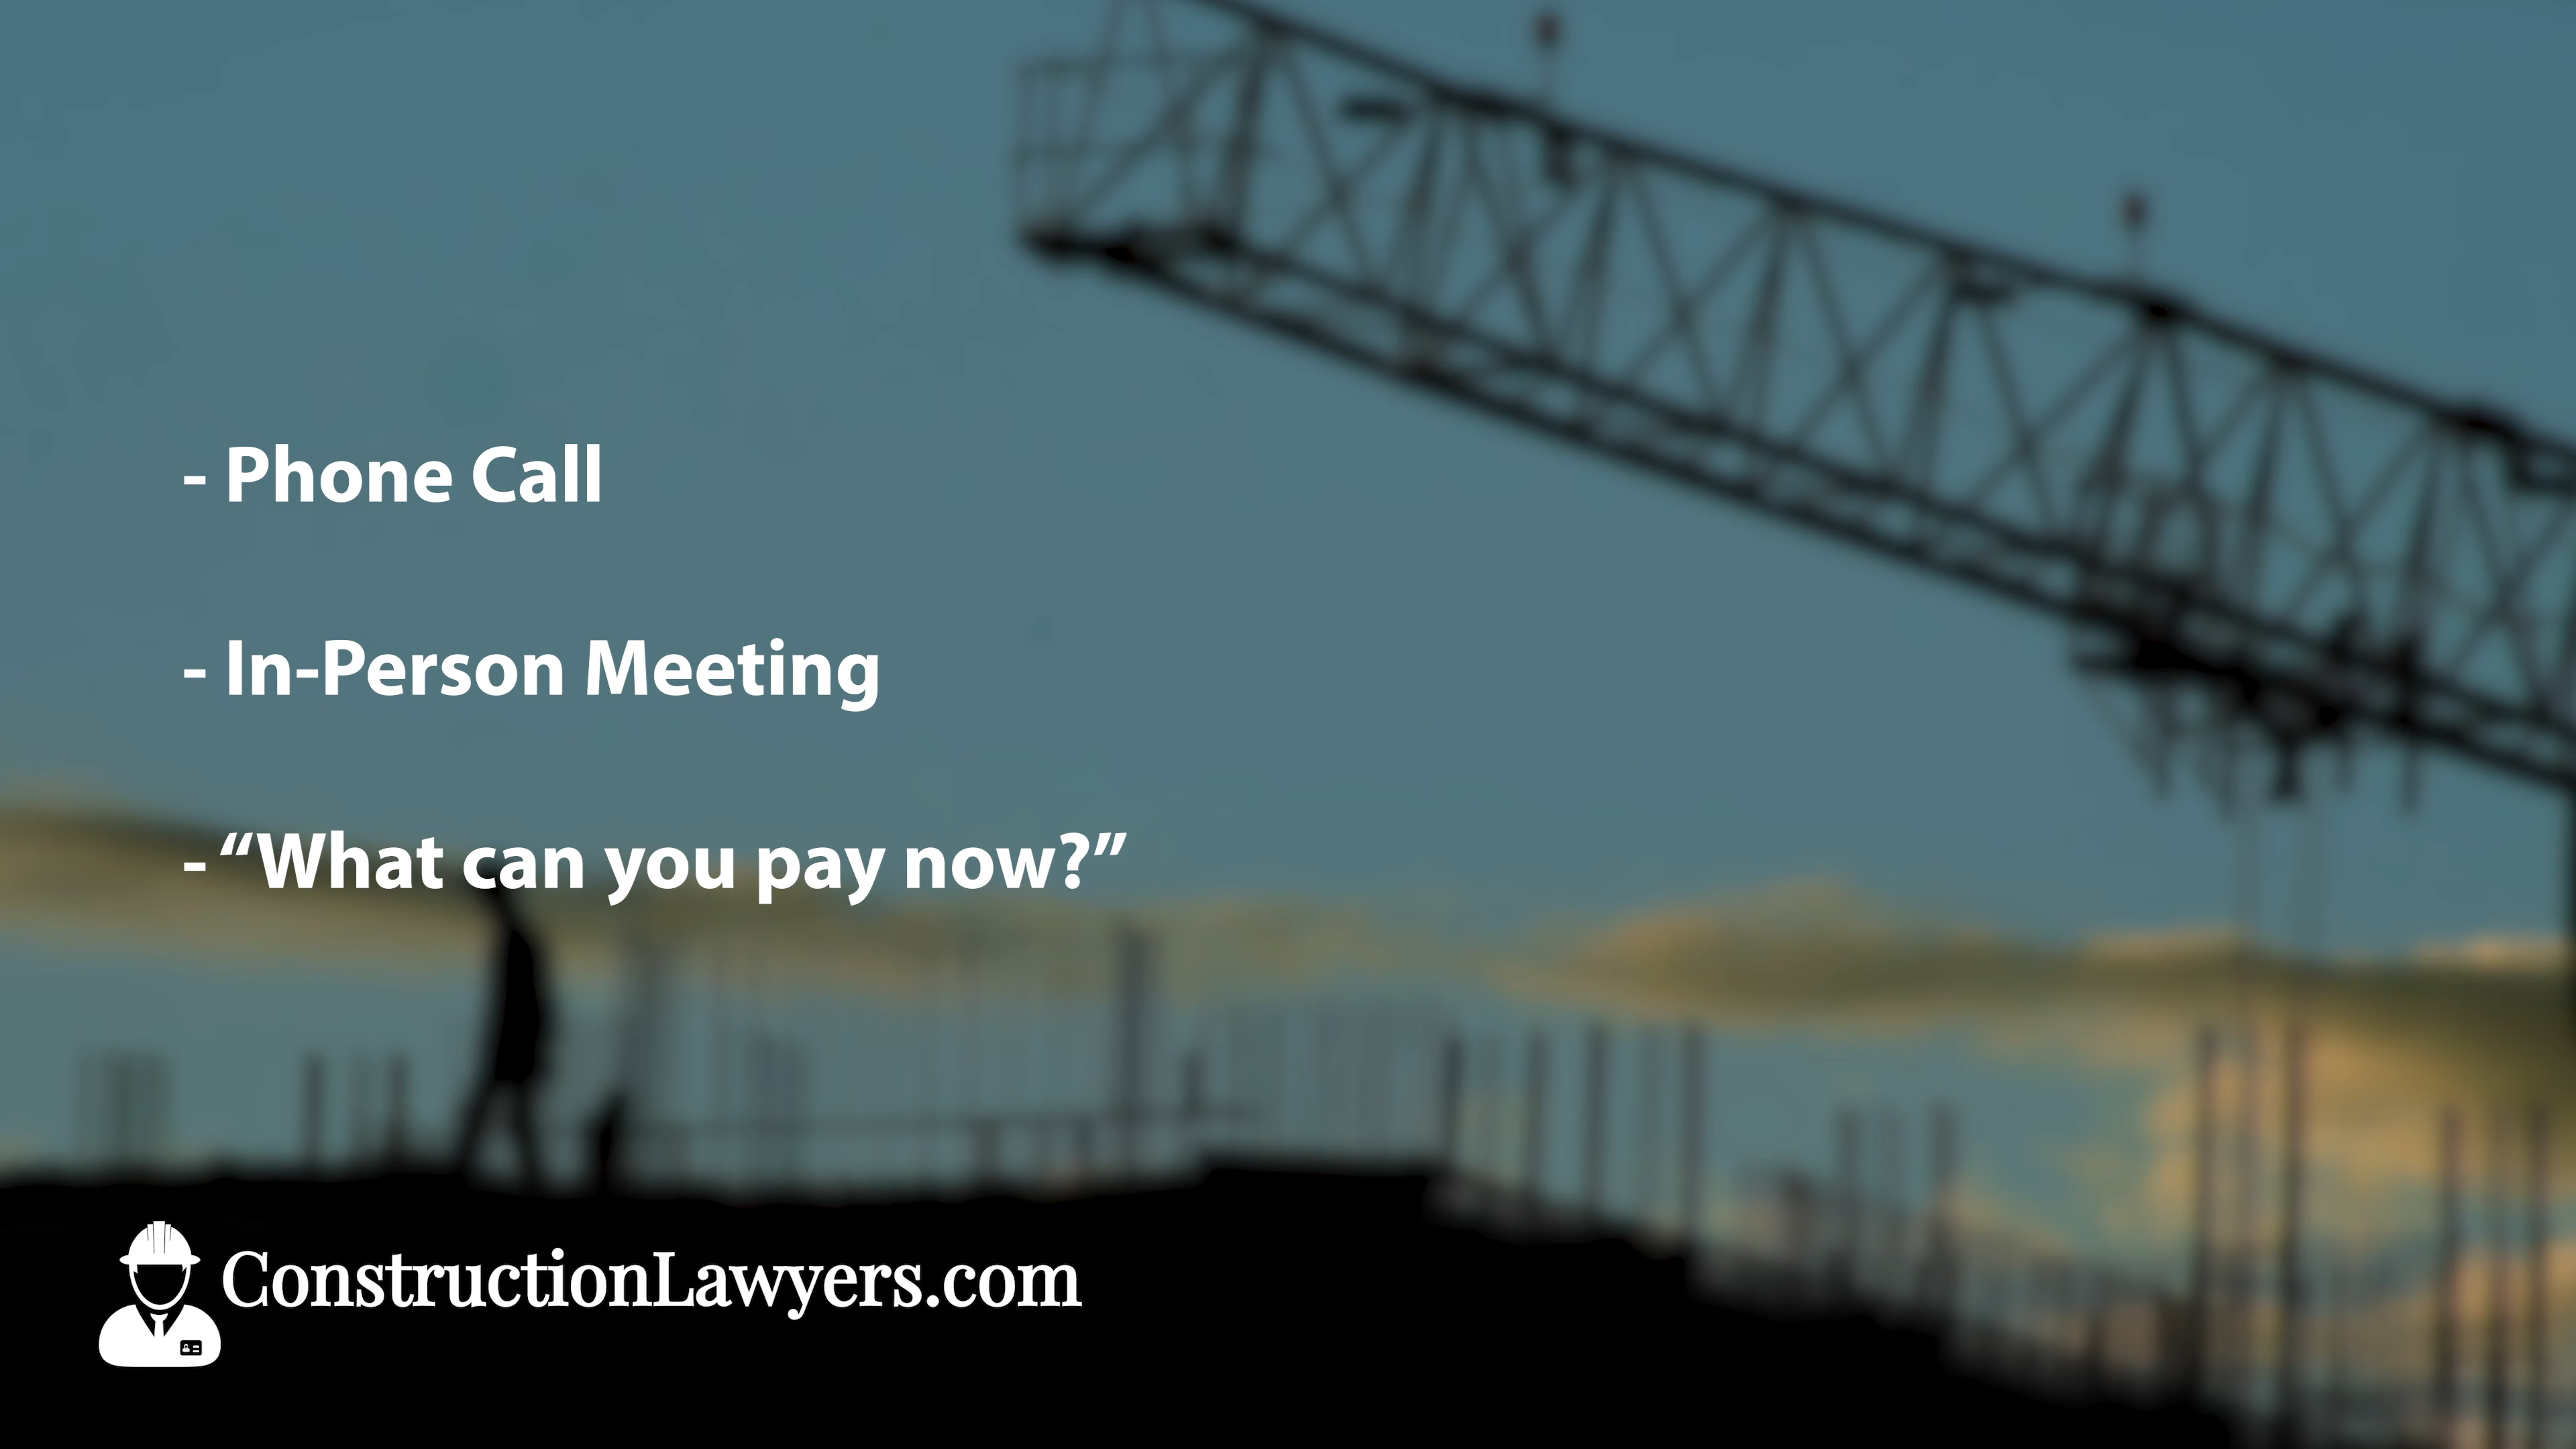 - Phone Call
- In-Person Meeting
- “What can you pay now?”
ConstructionLawyers.com